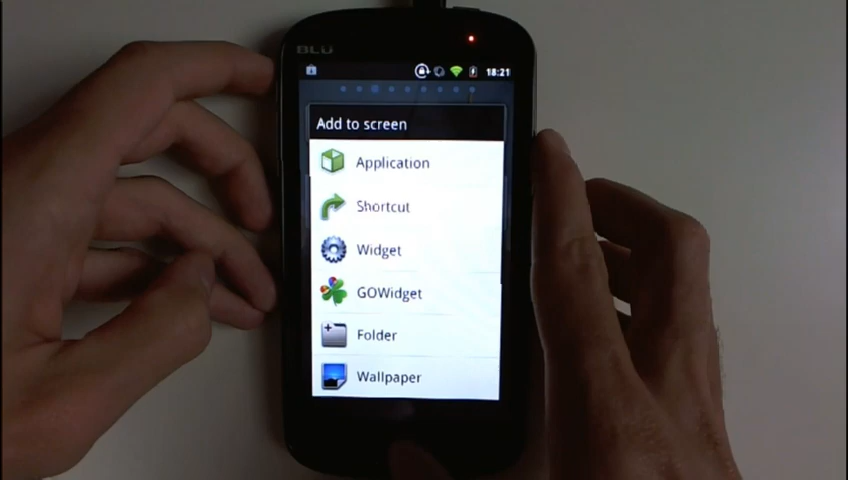 BLU
18:21
Add to screen
Application
Shortcut
Widget
GOWidget
Folder
Wallpaper